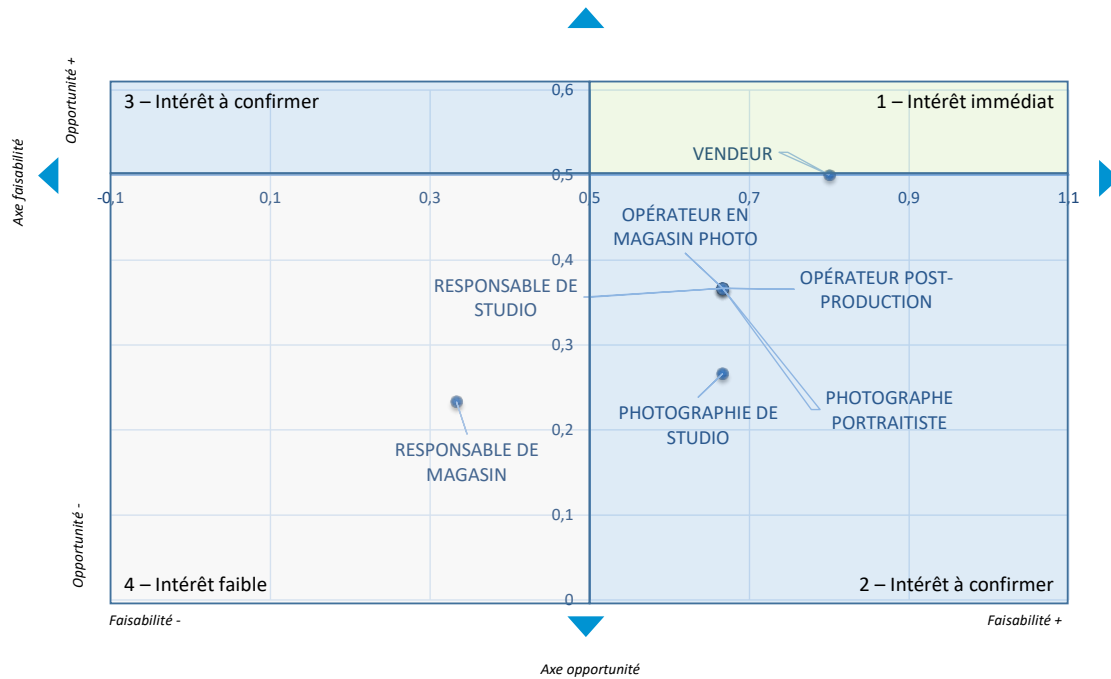 3 – Intérêt à confirmer
1 – Intérêt immédiat
Opportunité +
Axe faisabilité
0,6
VENDEUR
0,5
-0,1
0,1
0,3
0,5
0,7
0,9
1,1
OPÉRATEUR EN
MAGASIN PHOTO
0,4
RESPONSABLE DE
STUDIO
OPÉRATEUR POST-
PRODUCTION
0,3
PHOTOGRAPHIE DE
STUDIO
PHOTOGRAPHE
PORTRAITISTE
0,2
RESPONSABLE DE
MAGASIN
0,1
Opportunité -
4 – Intérêt faible
0
2 – Intérêt à confirmer
Faisabilité -
Faisabilité +
Axe opportunité